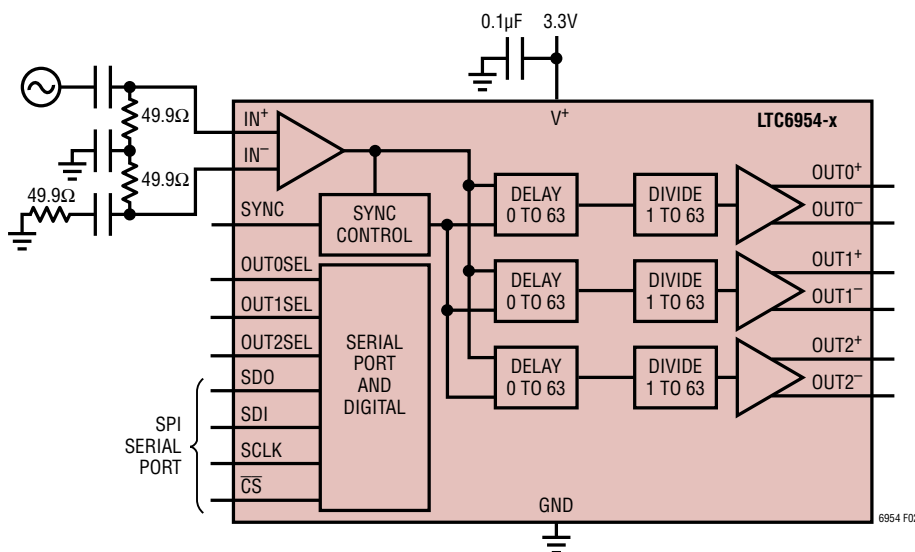 0.1µF 3.3V
49.9Ω
49.9Ω
49.9Ω
V+
LTC6954-x
IN+
IN–
SYNC
SYNC
CONTROL
OUT0SEL
OUT1SEL
OUT2SEL
SDO
SDI
SCLK
C̅S̅
SPI
SERIAL
PORT
SERIAL
PORT
AND
DIGITAL
DELAY
0 TO 63
DIVIDE
1 TO 63
OUT0+
OUT0–
DELAY
0 TO 63
DIVIDE
1 TO 63
OUT1+
OUT1–
DELAY
0 TO 63
DIVIDE
1 TO 63
OUT2+
OUT2–
GND
6954 F02